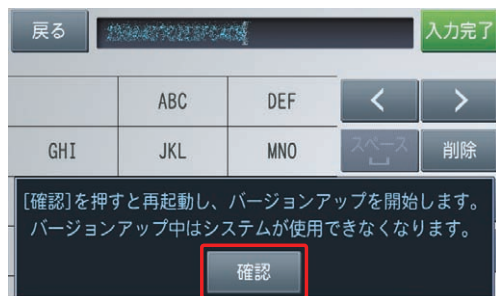 戻る
入力完了
ABC DEF < >
GHI JKL MNO スペース 削除
[確認]を押すと再起動し、バージョンアップを開始します。
バージョンアップ中はシステムが使用できなくなります。
確認